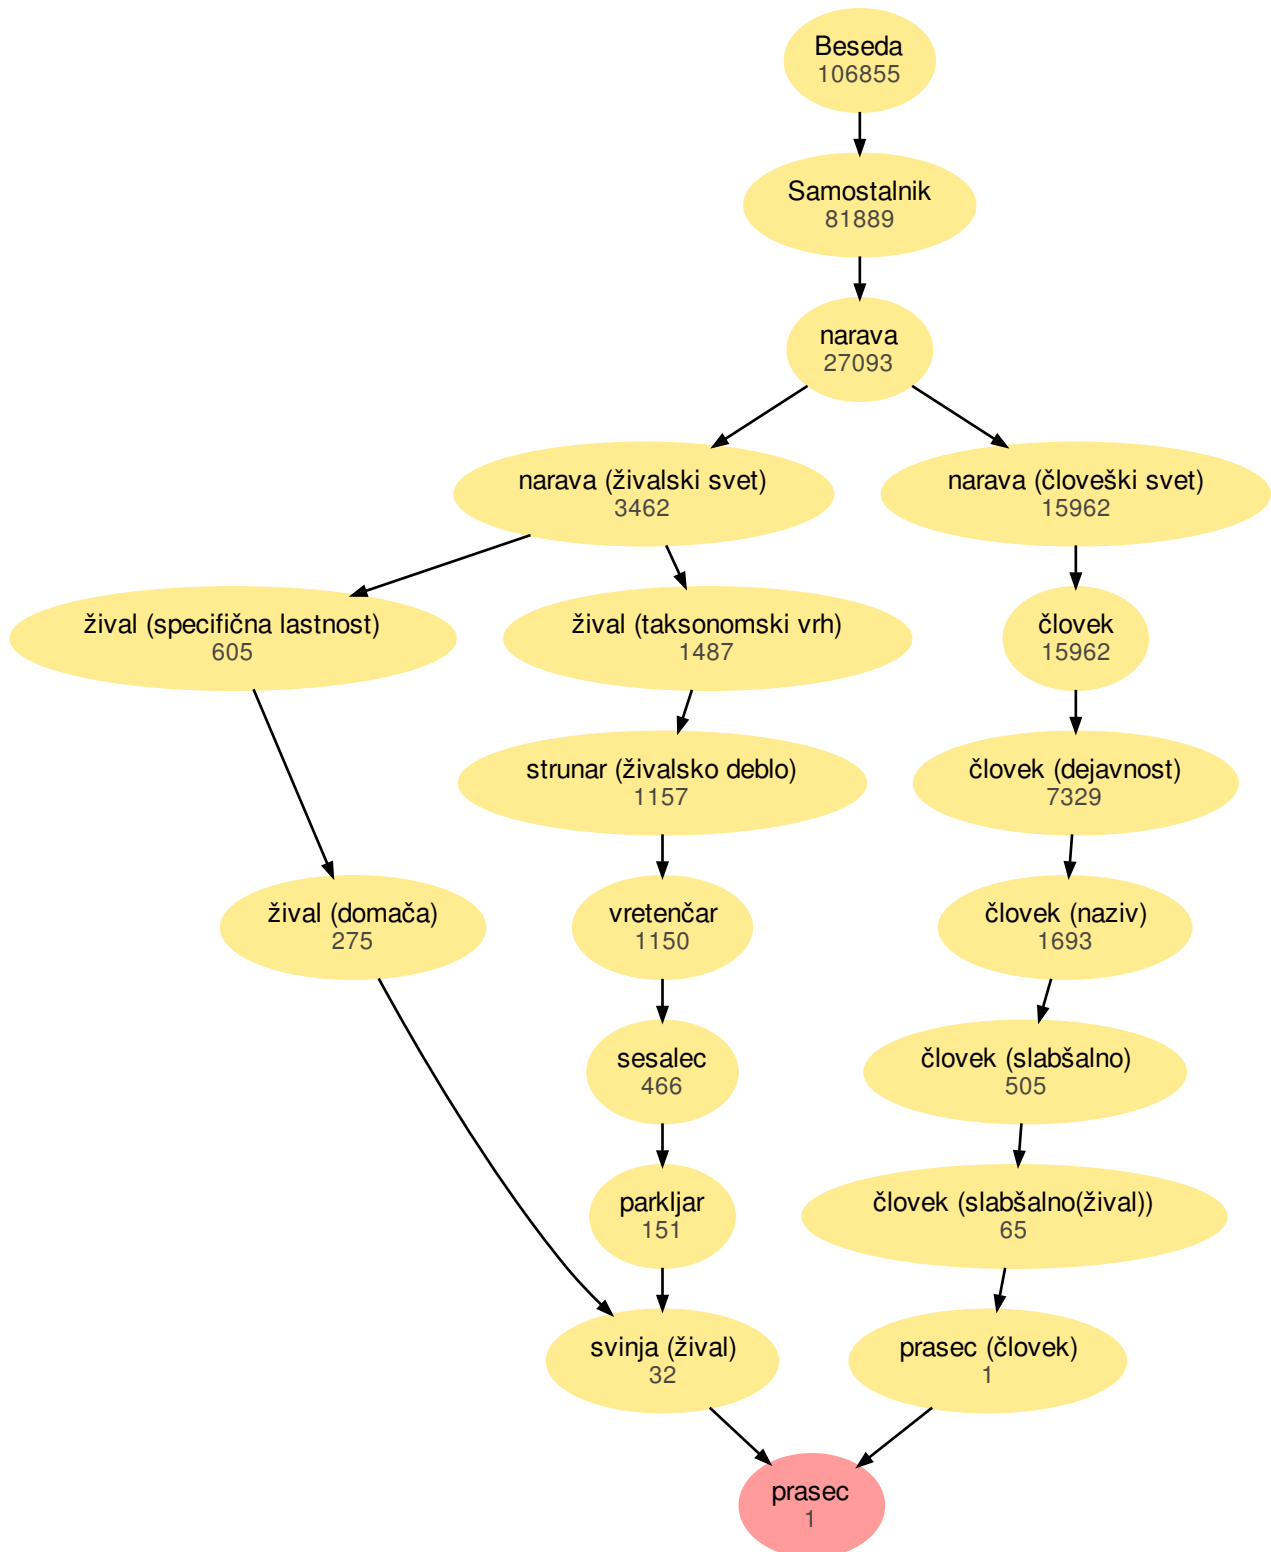 Beseda
106855
Samostalnik
81889
narava
27093
narava (živalski svet)
3462
narava (človeški svet)
15962
žival (specifična lastnost)
605
žival (taksonomski vrh)
1487
človek
15962
strunar (živalsko deblo)
1157
človek (dejavnost)
7329
žival (domača)
275
vretenčar
1150
človek (naziv)
1693
sesalec
466
človek (slabšalno)
505
parkljar
151
človek (slabšalno(žival))
65
svinja (žival)
32
prasec (človek)
1
prasec
1